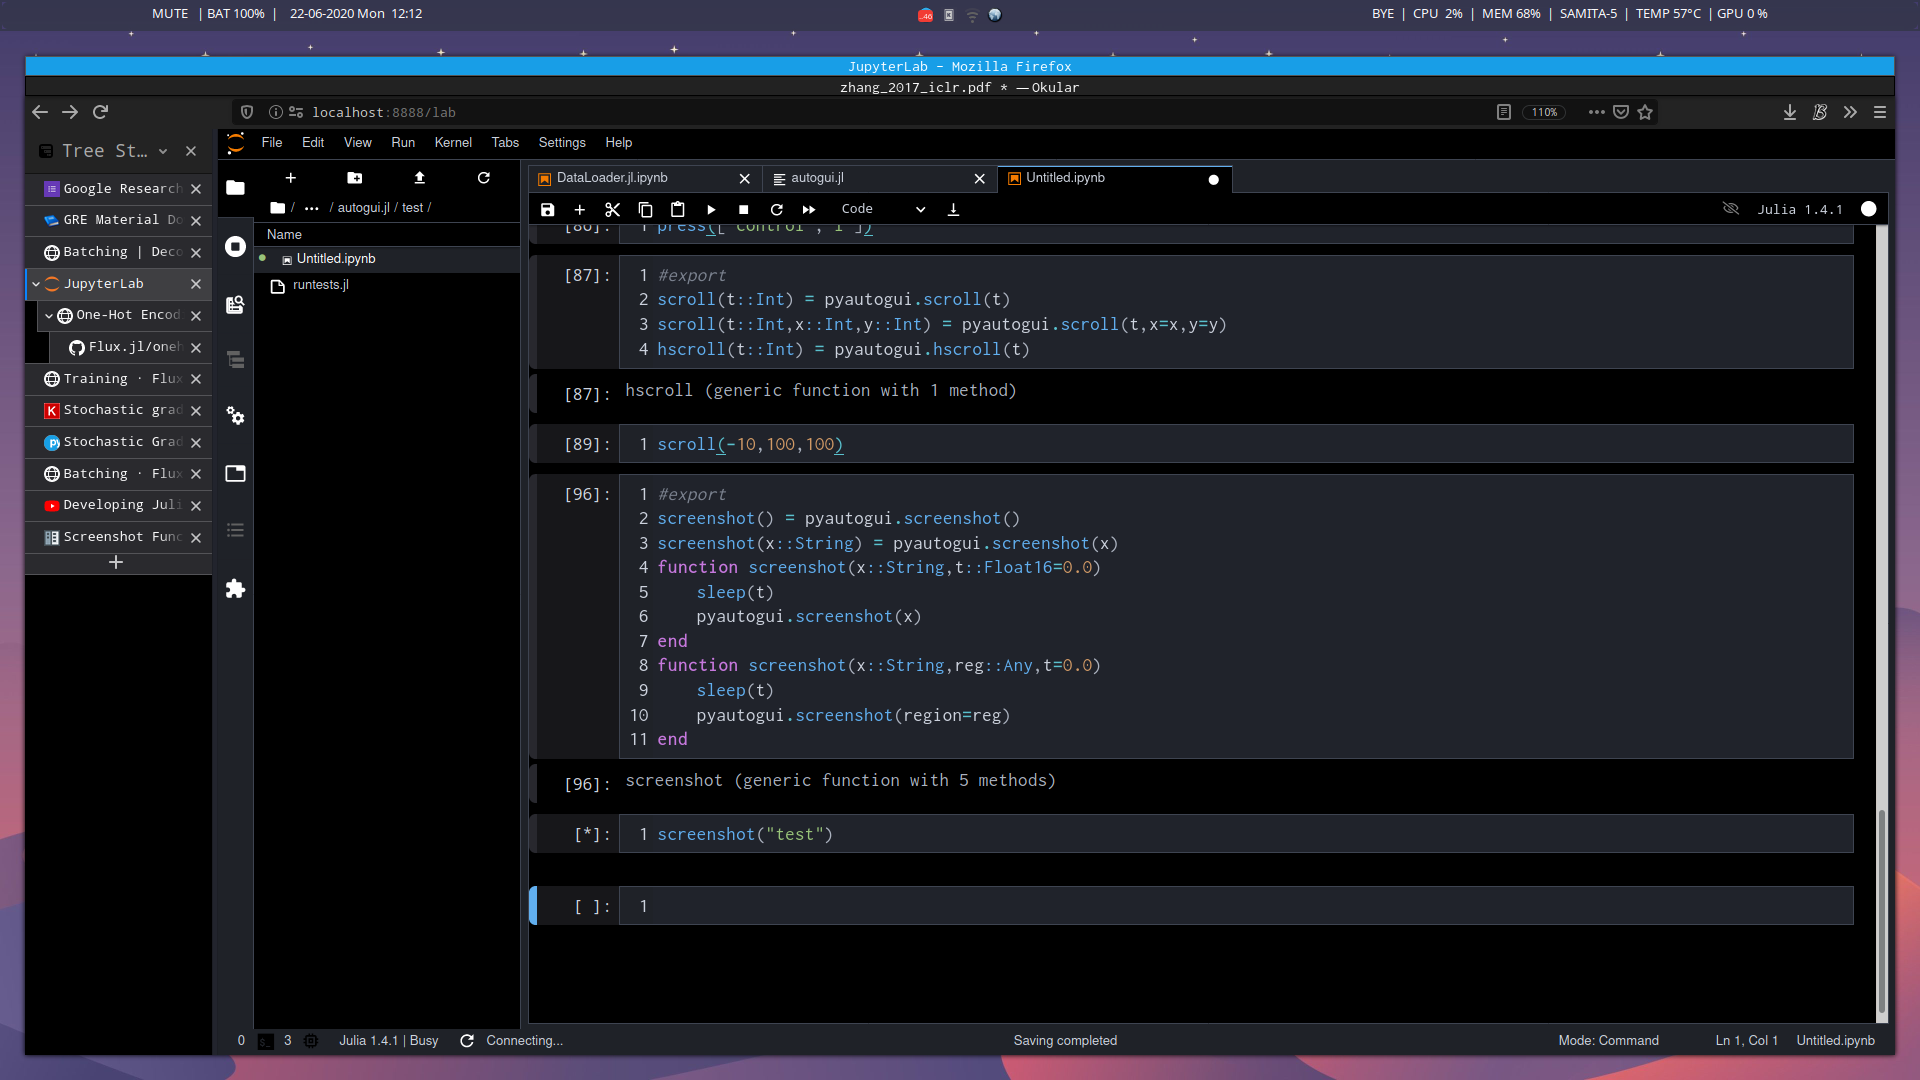 MUTE | BAT 100% | 22-06-2020 Mon 12:12
46
BYE | CPU 2% | MEM 68% | SAMITA-5 | TEMP 57°C | GPU 0 %
JupyterLab - Mozilla Firefox
zhang_2017_iclr.pdf * — Okular
localhost:8888/lab
110%
Tree St...
Google Research
GRE Material Do
Batching | Deco
JupyterLab
One-Hot Encod
Flux.jl/oneh
Training · Flux
Stochastic grad
Stochastic Grad
Batching · Flux
Developing Juli
Screenshot Func
File Edit View Run Kernel Tabs Settings Help
/ ... / autogui.jl / test /
Name
Untitled.ipynb
runtests.jl
DataLoader.jl.ipynb
autogui.jl
Untitled.ipynb
Code
Julia 1.4.1
[86]: 1 press(["control",
[87]: 1 #export
2 scroll(t::Int) = pyautogui.scroll(t)
3 scroll(t::Int,x::Int,y::Int) = pyautogui.scroll(t,x=x,y=y)
4 hscroll(t::Int) = pyautogui.hscroll(t)
[87]: hscroll (generic function with 1 method)
[89]: 1 scroll(-10,100,100)
[96]: 1 #export
2 screenshot() = pyautogui.screenshot()
3 screenshot(x::String) = pyautogui.screenshot(x)
4 function screenshot(x::String,t::Float16=0.0)
5 sleep(t)
6 pyautogui.screenshot(x)
7 end
8 function screenshot(x::String,reg::Any,t=0.0)
9 sleep(t)
10 pyautogui.screenshot(region=reg)
11 end
[96]: screenshot (generic function with 5 methods)
[*]: 1 screenshot("test")
[ ]: 1
0 3 Julia 1.4.1 | Busy Connecting... Saving completed Mode: Command Ln 1, Col 1 Untitled.ipynb